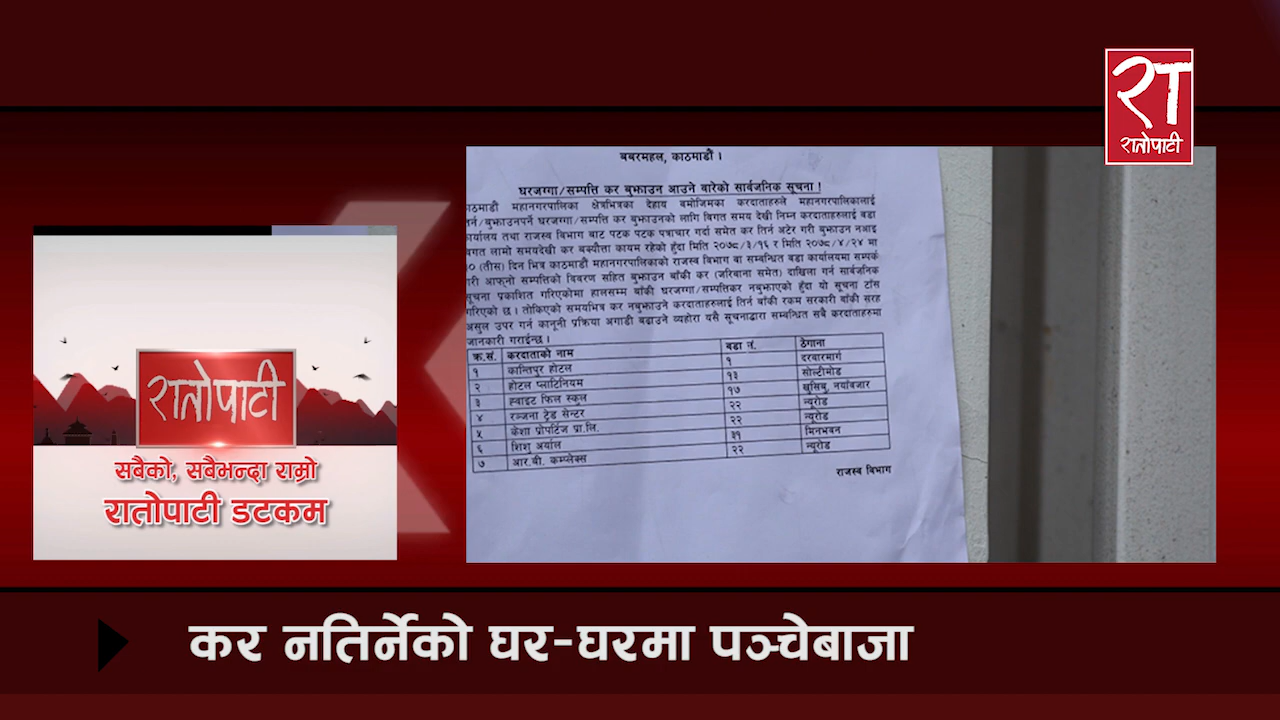 रा
रातोपाटी
बबरमहल, काठमाडौं ।
घरजग्गा/सम्पत्ति कर बुझाउन आउने बारेको सार्वजनिक सूचना !
काठमाडौं महानगरपालिका क्षेत्रभित्रका देहाय बमोजिमका करदाताहरुले महानगरपालिकालाई
तिर्न/बुझाउनपर्ने घरजग्गा/सम्पत्ति कर बुझाउनको लागि बिगत समय देखी निम्न करदाताहरुलाई वडा
कार्यालय तथा राजस्व विभाग बाट पटक पटक पत्राचार गर्दा समेत कर तिर्न अटेर गरी बुझाउन नआइ
बिगत लामो समयदेखी कर बक्यौता कायम रहेको हुँदा मिति २०७८/३/१६ र मिति २०७८/४/२४ मा
३० (तीस) दिन भित्र काठमाडौं महानगरपालिकाको राजस्व विभाग वा सम्बन्धित वडा कार्यालयमा सम्पर्क
गरी आफ्नो सम्पत्तिको विवरण सहित बुझाउन बाँकी कर (जरिवाना समेत) दाखिला गर्न सार्वजनिक
सूचना प्रकाशित गरिएकोमा हालसम्म बाँकी घरजग्गा/सम्पत्तिकर नबुझाएको हुँदा यो सूचना टाँस
गरिएको छ । तोकिएको समयभित्र कर नबुझाउने करदाताहरुलाई तिर्न बाँकी रकम सरकारी बाँकी सरह
असुल उपर गर्न कानूनी प्रक्रिया अगाडी बढाउने व्यहोरा यसै सूचनाद्वारा सम्बन्धित सबै करदाताहरुमा
जानकारी गराईन्छ ।
क्र.सं. करदाताको नाम वडा नं. ठेगाना
१ कान्तिपुर होटल १ दरबारमार्ग
२ होटल प्लाटिनियम १३ सोल्टीमोड
३ ह्वाइट फिल स्कुल १७ खुसिबु, नयाँबजार
४ रञ्जना ट्रेड सेन्टर २२ न्यूरोड
५ केशा प्रोपर्टिज प्रा.लि. २२ न्यूरोड
६ शिशु अर्याल ३१ मिनभवन
७ आर.बी. कम्प्लेक्स २२ न्यूरोड
राजस्व विभाग
रातोपाटी
सबैको, सबैभन्दा राम्रो
रातोपाटी डटकम
कर नतिर्नेको घर-घरमा पञ्चेबाजा